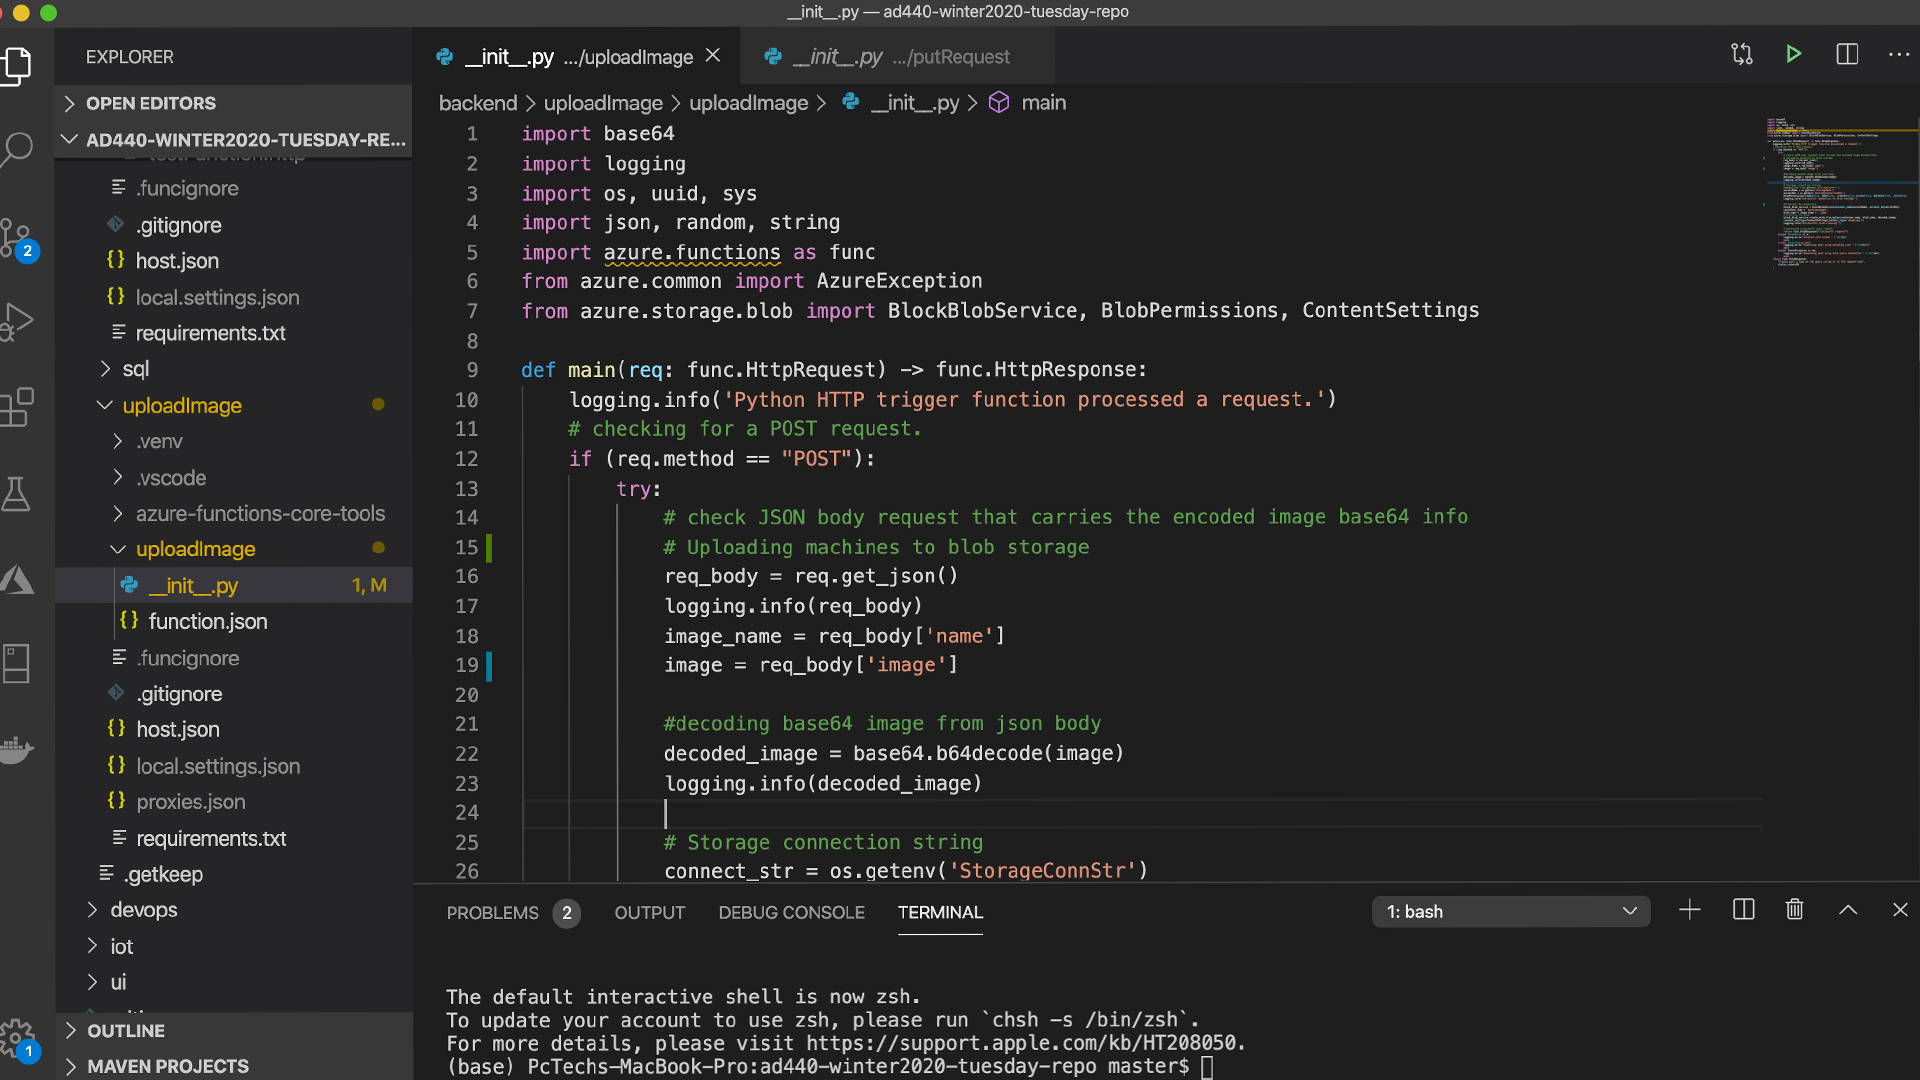 __init__.py — ad440-winter2020-tuesday-repo
EXPLORER
OPEN EDITORS
AD440-WINTER2020-TUESDAY-RE...
.funcignore
.gitignore
host.json
local.settings.json
requirements.txt
sql
uploadImage
.venv
.vscode
azure-functions-core-tools
uploadImage
__init__.py 1, M
function.json
.funcignore
.gitignore
host.json
local.settings.json
proxies.json
requirements.txt
.getkeep
devops
iot
ui
OUTLINE
MAVEN PROJECTS
2
1
__init__.py .../uploadImage
__init__.py .../putRequest
backend > uploadImage > uploadImage > __init__.py > main
1 import base64
2 import logging
3 import os, uuid, sys
4 import json, random, string
5 import azure.functions as func
6 from azure.common import AzureException
7 from azure.storage.blob import BlockBlobService, BlobPermissions, ContentSettings
8
9 def main(req: func.HttpRequest) -> func.HttpResponse:
10 logging.info('Python HTTP trigger function processed a request.')
11 # checking for a POST request.
12 if (req.method == "POST"):
13 try:
14 # check JSON body request that carries the encoded image base64 info
15 # Uploading machines to blob storage
16 req_body = req.get_json()
17 logging.info(req_body)
18 image_name = req_body['name']
19 image = req_body['image']
20
21 #decoding base64 image from json body
22 decoded_image = base64.b64decode(image)
23 logging.info(decoded_image)
24
25 # Storage connection string
26 connect_str = os.getenv('StorageConnStr')
PROBLEMS 2 OUTPUT DEBUG CONSOLE TERMINAL 1: bash
The default interactive shell is now zsh.
To update your account to use zsh, please run `chsh -s /bin/zsh`.
For more details, please visit https://support.apple.com/kb/HT208050.
(base) PcTechs-MacBook-Pro:ad440-winter2020-tuesday-repo master$